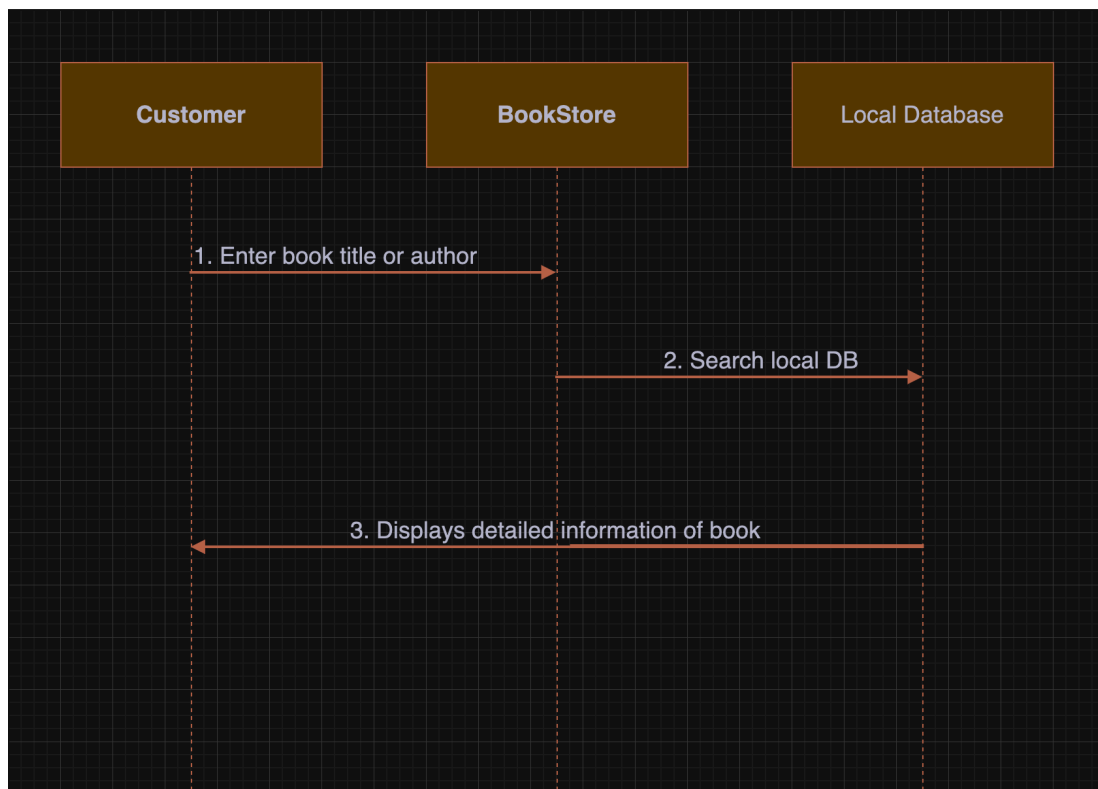 Customer
BookStore
Local Database
1. Enter book title or author
2. Search local DB
3. Displays detailed information of book